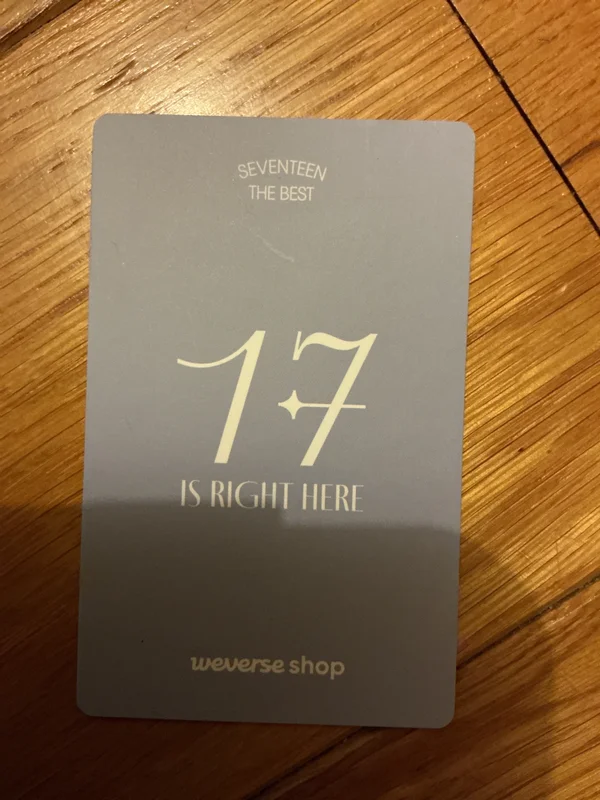 SEVENTEEN
THE BEST
17
IS RIGHT HERE
weverse shop